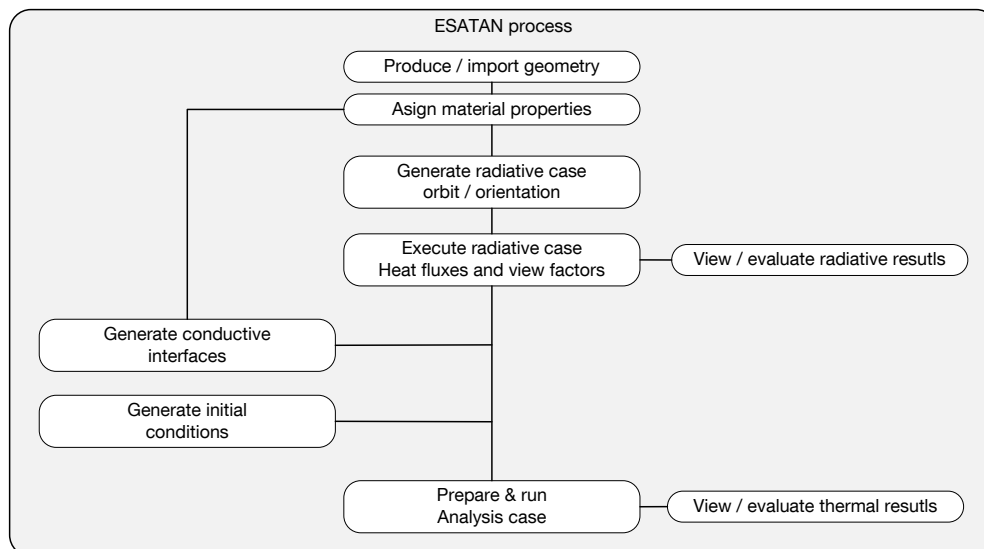 ESATAN process
Produce / import geometry
Asign material properties
Generate radiative case
orbit / orientation
Execute radiative case
Heat fluxes and view factors
View / evaluate radiative resutls
Generate conductive
interfaces
Generate initial
conditions
Prepare & run
Analysis case
View / evaluate thermal resutls